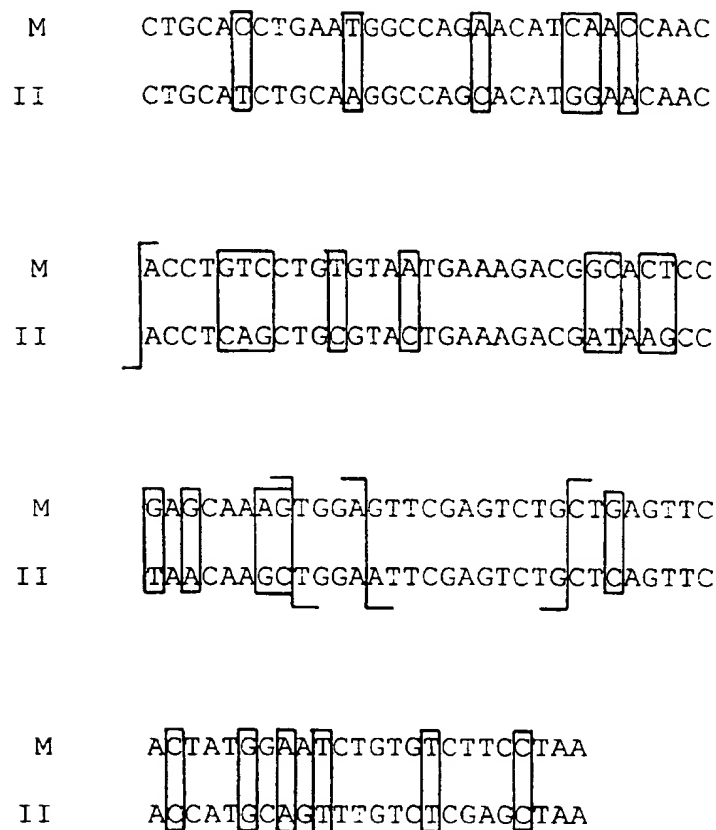 M CTGCACCTGAATGGCCAGAACATCAACCAAC
II CTGCATCTGCAAGGCCAGCACATGGAACAAC
M ACCTGTCCTGTGTAATGAAAGACGGCACTCC
II ACCTCAGCTGCGTACTGAAAGACGATAAGCC
M GAGCAAAGTGGAGTTCGAGTCTGCTGAGTTC
II TAACAAGCTGGAATTCGAGTCTGCTCAGTTC
M ACTATGGAATCTGTGTCTTCCTAA
II ACCATGCAGTTTGTCTCGAGCTAA